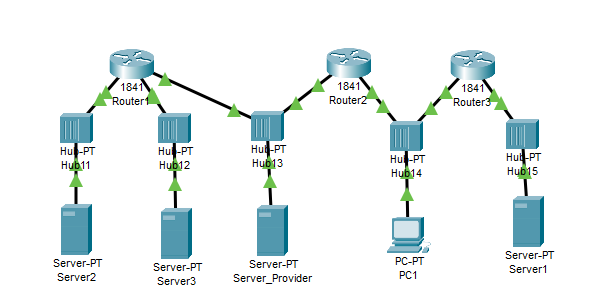 1841
Router1
1841
Router2
1841
Router3
Hub-PT
Hub11
Hub-PT
Hub12
Hub-PT
Hub13
Hub-PT
Hub14
Hub-PT
Hub15
Server-PT
Server2
Server-PT
Server3
Server-PT
Server_Provider
PC-PT
PC1
Server-PT
Server1